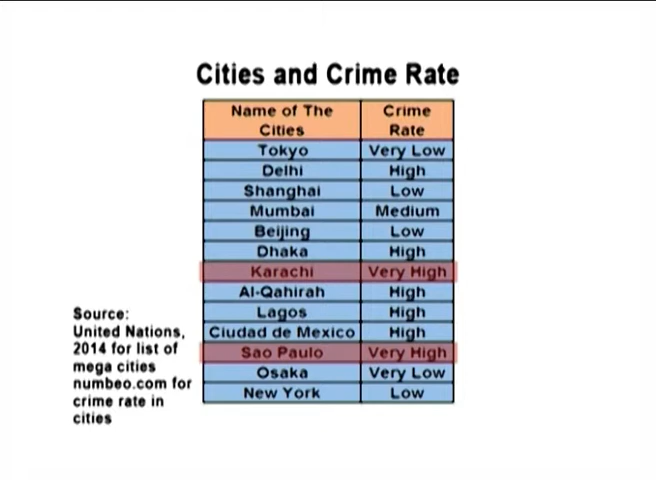 Cities and Crime Rate
Name of The Cities Crime Rate
Tokyo Very Low
Delhi High
Shanghai Low
Mumbai Medium
Beijing Low
Dhaka High
Karachi Very High
Al-Qahirah High
Lagos High
Ciudad de Mexico High
Sao Paulo Very High
Osaka Very Low
New York Low
Source:
United Nations,
2014 for list of
mega cities
numbeo.com for
crime rate in
cities